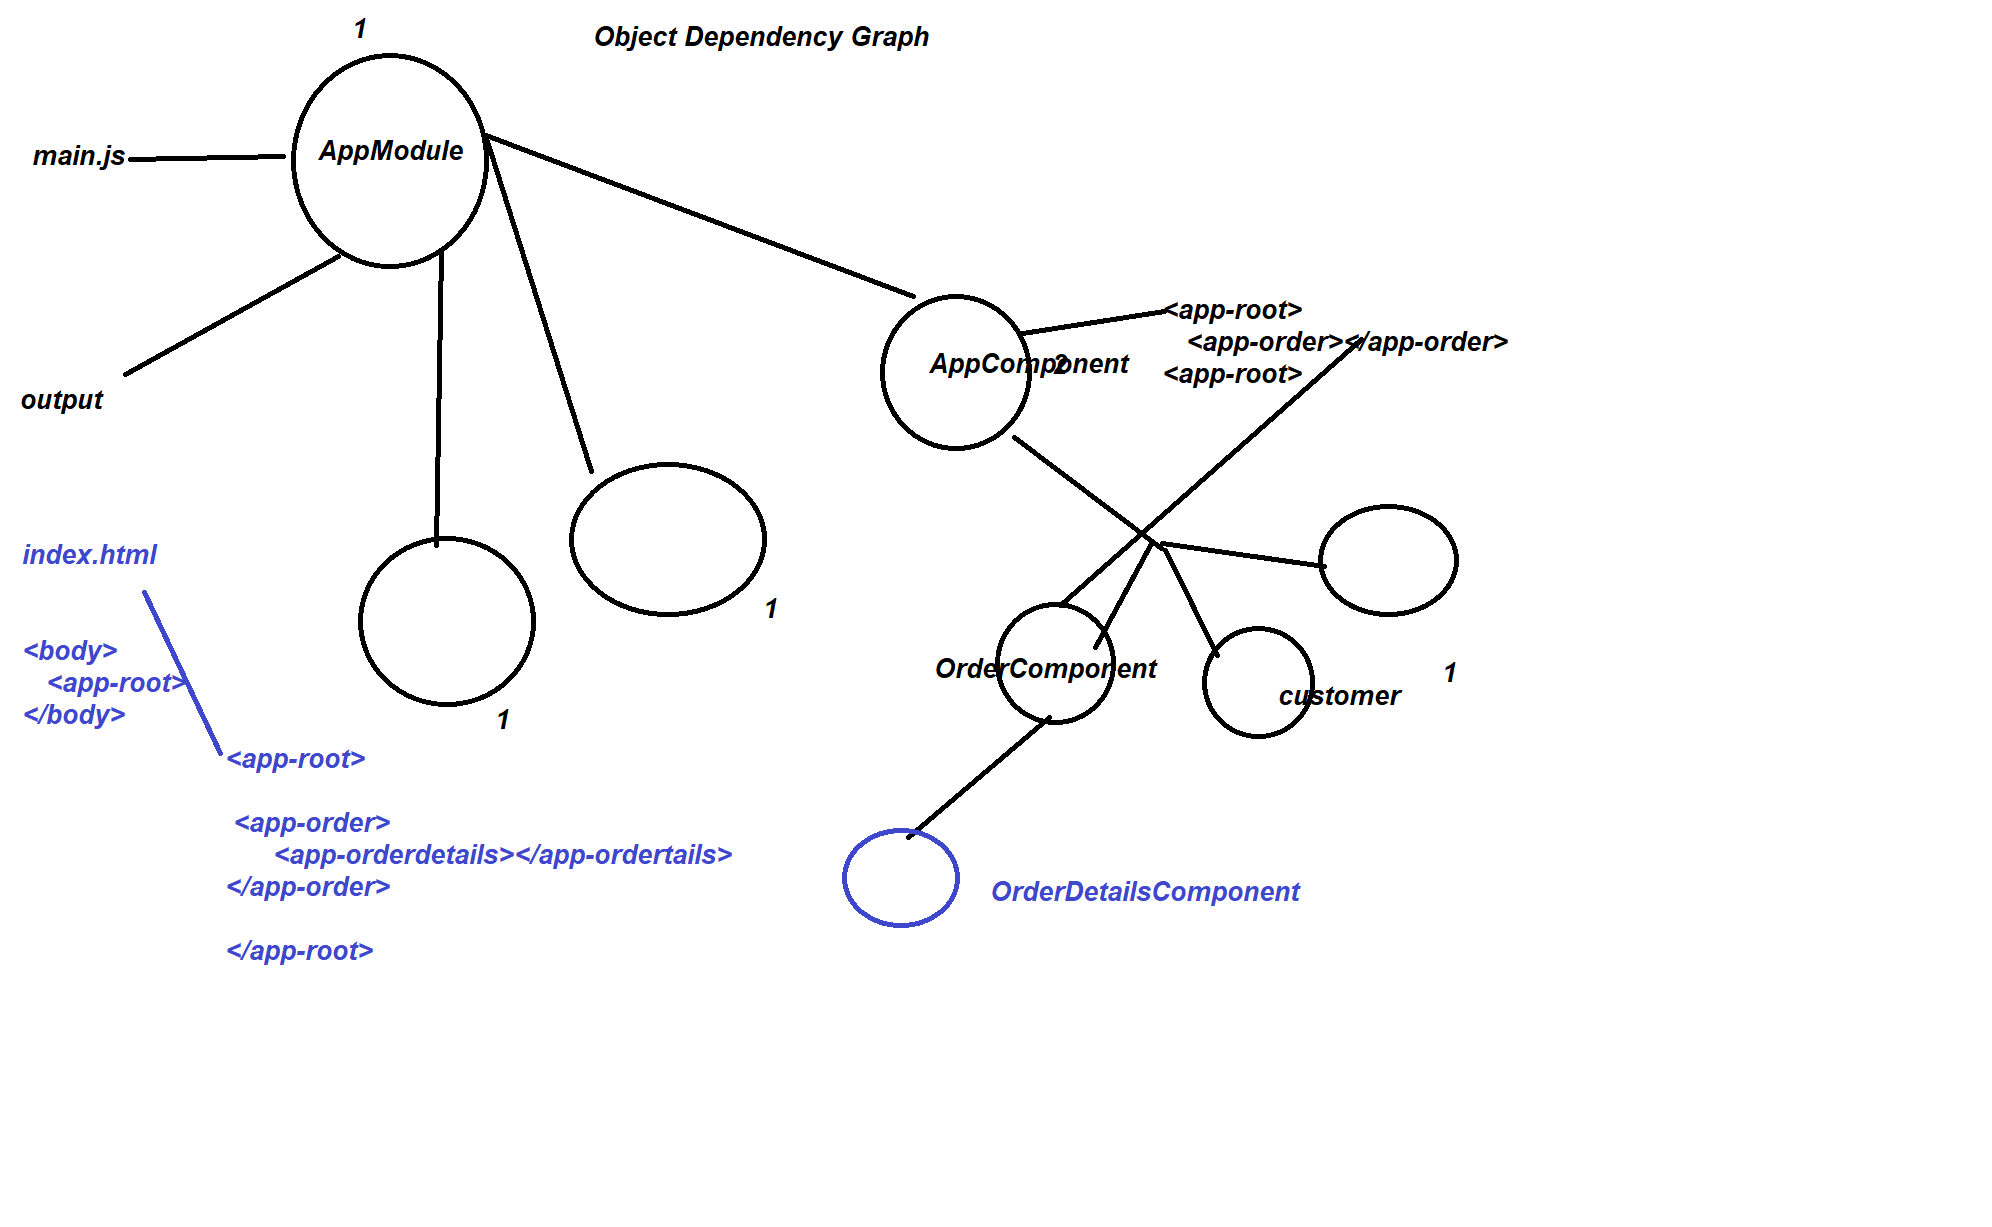 1
Object Dependency Graph
main.js
AppModule
<app-root>
<app-order></app-order>
<app-root>
AppComponent
2
output
index.html
<body>
<app-root>
</body>
1
1
OrderComponent
customer
1
<app-root>
<app-order>
<app-orderdetails></app-ordertails>
</app-order>
</app-root>
OrderDetailsComponent